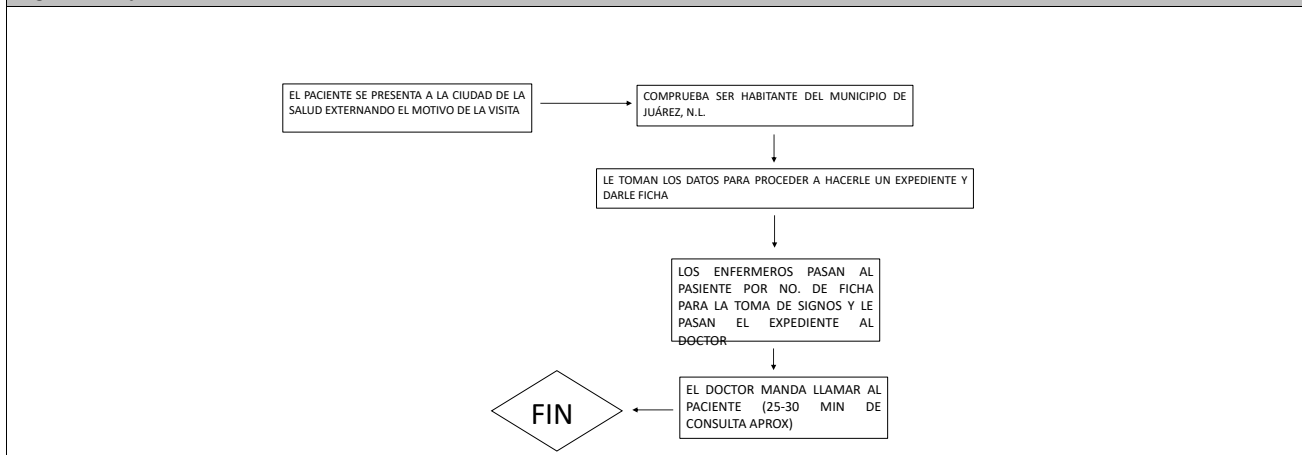 EL PACIENTE SE PRESENTA A LA CIUDAD DE LA
SALUD EXTERNANDO EL MOTIVO DE LA VISITA
COMPRUEBA SER HABITANTE DEL MUNICIPIO DE
JUÁREZ, N.L.
LE TOMAN LOS DATOS PARA PROCEDER A HACERLE UN EXPEDIENTE Y
DARLE FICHA
LOS ENFERMEROS PASAN AL
PASIENTE POR NO. DE FICHA
PARA LA TOMA DE SIGNOS Y LE
PASAN EL EXPEDIENTE AL
DOCTOR
EL DOCTOR MANDA LLAMAR AL
PACIENTE (25-30 MIN DE
CONSULTA APROX)
FIN